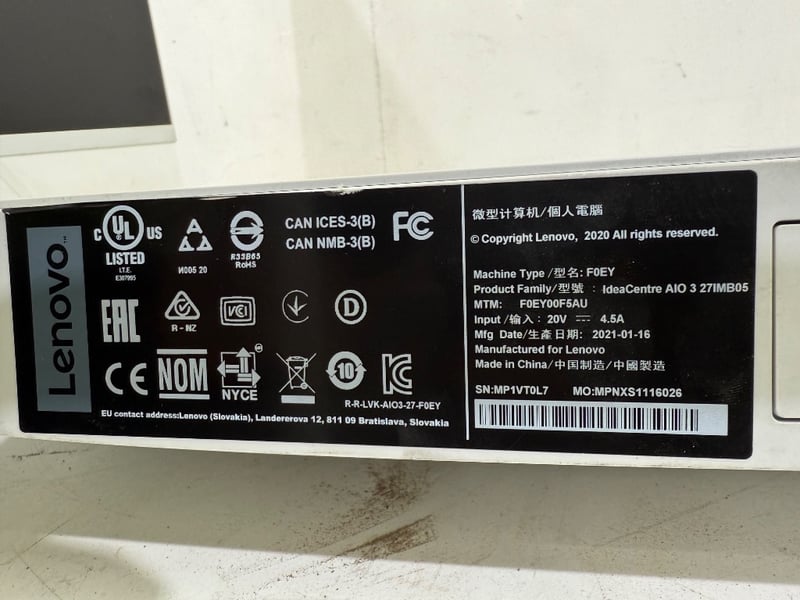 Lenovo™
C UL US
LISTED
I.T.E.
E307995
N005 20
R33B65
RoHS
CAN ICES-3(B)
CAN NMB-3(B)
FC
EAC
R-NZ
VCI
D
CE
NOM
NYCE
10
KC
R-R-LVK-AIO3-27-F0EY
EU contact address:Lenovo (Slovakia), Landererova 12, 811 09 Bratislava, Slovakia
微型计算机/個人電腦
© Copyright Lenovo, 2020 All rights reserved.
Machine Type /型名: F0EY
Product Family/型號 : IdeaCentre AIO 3 27IMB05
MTM: F0EY00F5AU
Input /输入: 20V ⎓ 4.5A
Mfg Date/生產日期: 2021-01-16
Manufactured for Lenovo
Made in China/中国制造/中國製造
SN:MP1VT0L7 MO:MPNXS1116026